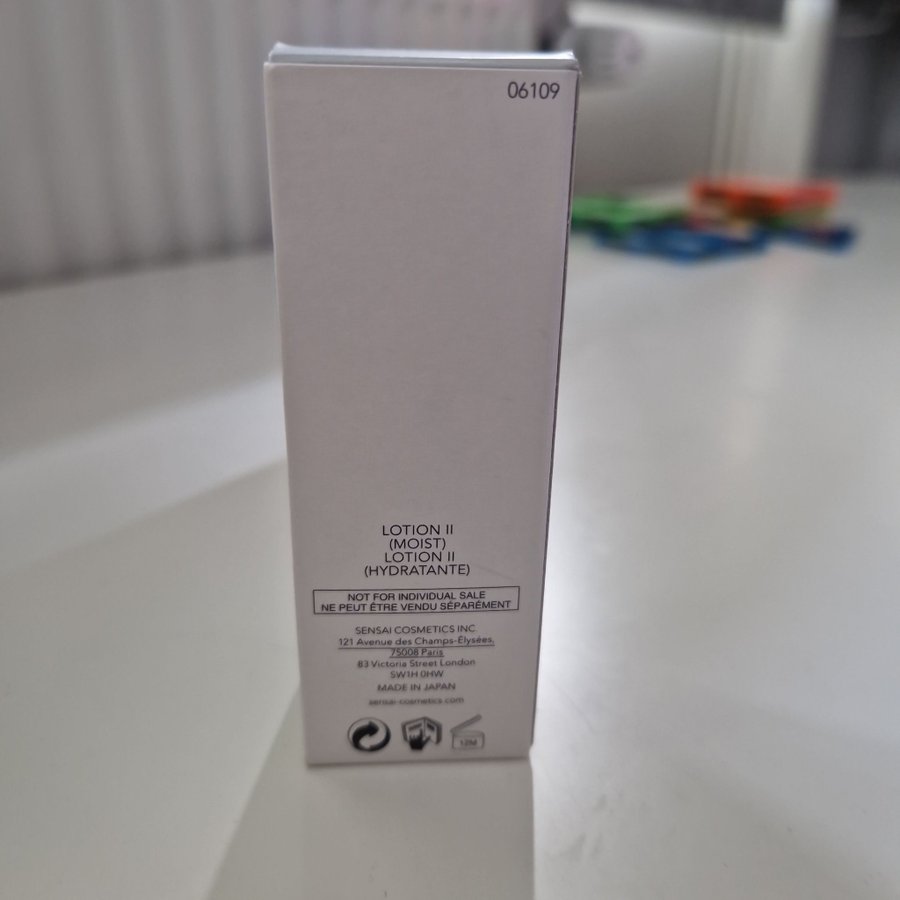 06109
LOTION II
(MOIST)
LOTION II
(HYDRATANTE)
NOT FOR INDIVIDUAL SALE
NE PEUT ÊTRE VENDU SÉPARÉMENT
SENSAI COSMETICS INC.
121 Avenue des Champs-Élysées,
75008 Paris
83 Victoria Street London
SW1H 0HW
MADE IN JAPAN
sensai-cosmetics.com
12M